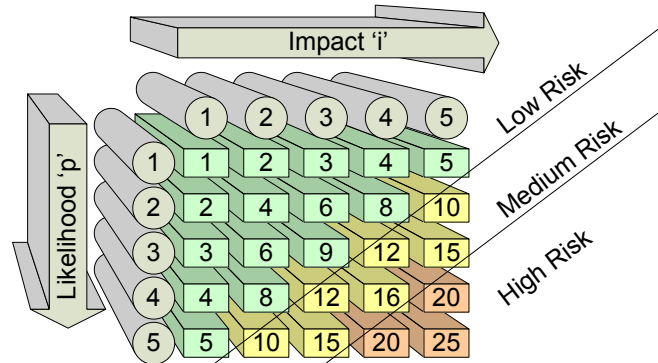 Impact ‘i’
1 2 3 4 5
Low Risk
Likelihood ‘p’
1 1 2 3 4 5
Medium Risk
2 2 4 6 8 10
3 3 6 9 12 15
High Risk
4 4 8 12 16 20
5 5 10 15 20 25